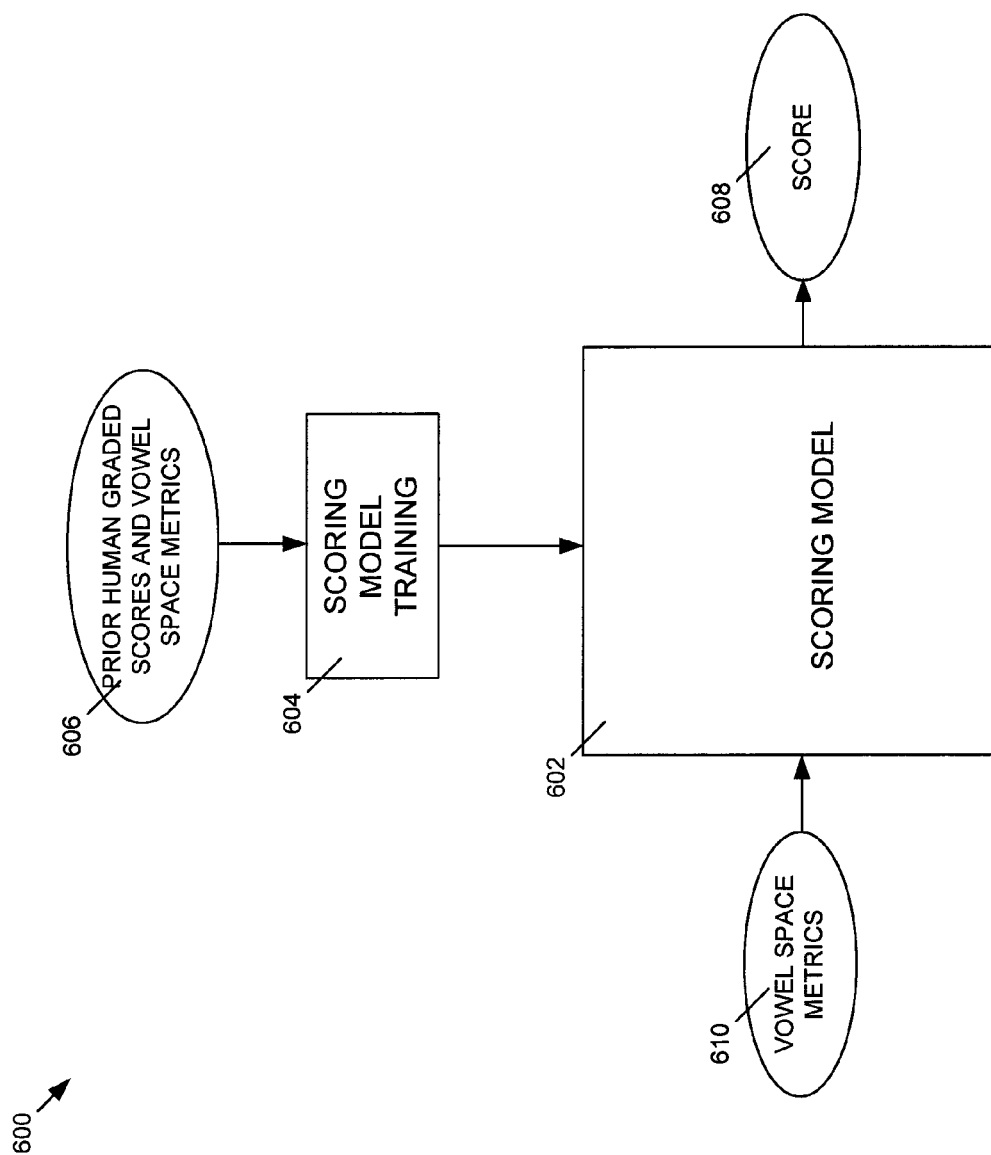 600
606
PRIOR HUMAN GRADED
SCORES AND VOWEL
SPACE METRICS
604
SCORING
MODEL
TRAINING
602
SCORING MODEL
610
VOWEL SPACE
METRICS
608
SCORE